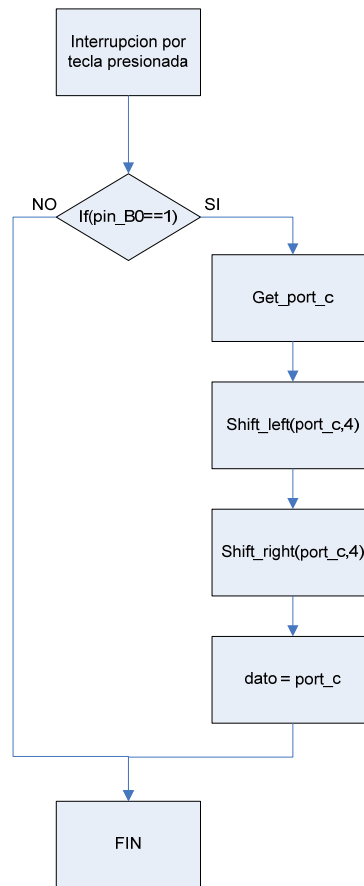 Interrupcion por
tecla presionada
NO
If(pin_B0==1)
SI
Get_port_c
Shift_left(port_c,4)
Shift_right(port_c,4)
dato = port_c
FIN